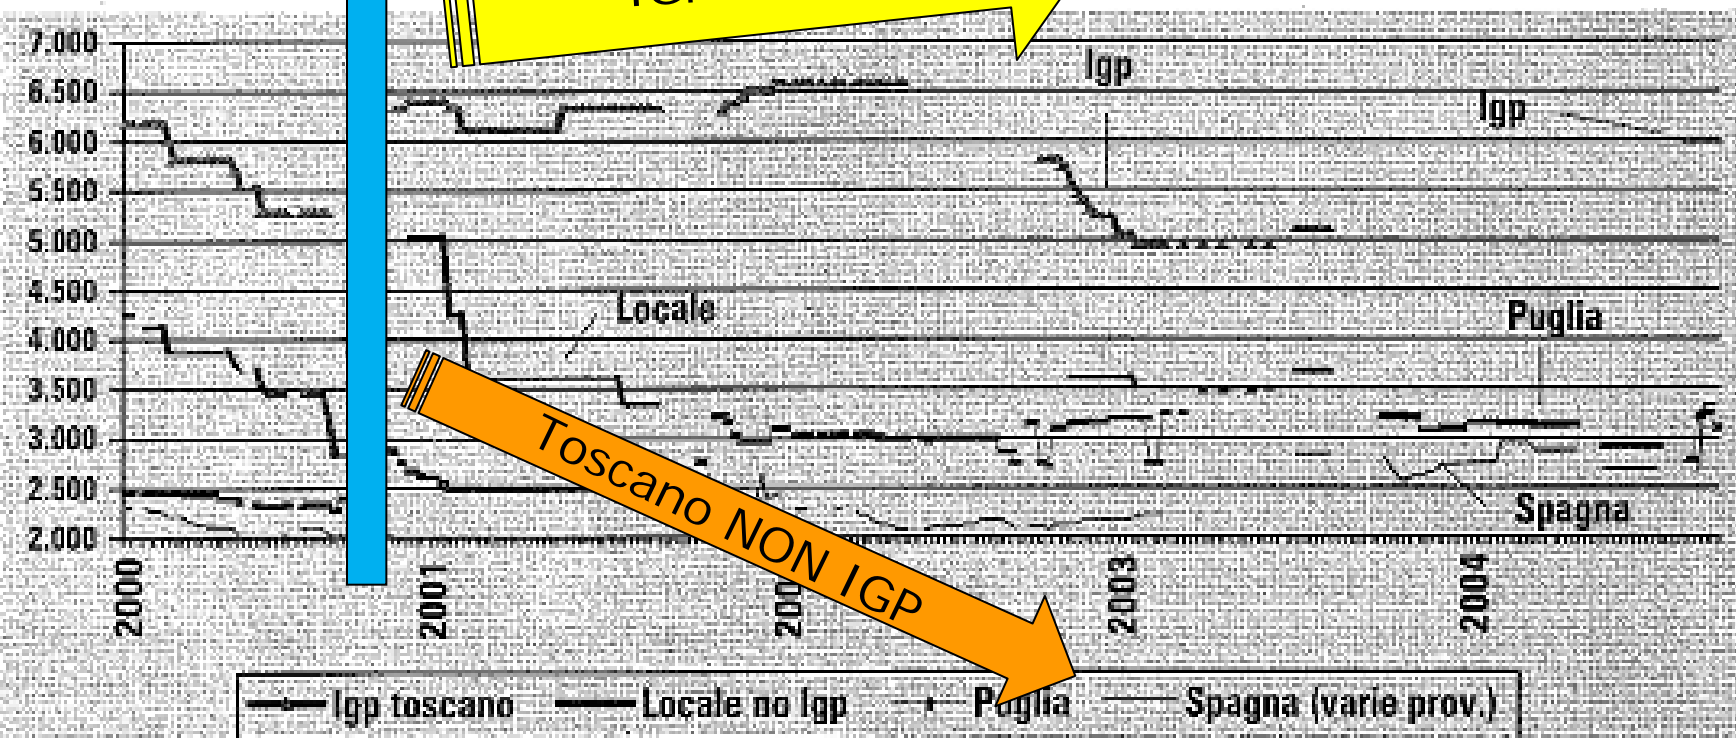 7.000
Igp
6.500
Igp
6.000
5.500
5.000
4.500
Locale
Puglia
4.000
3.500
3.000
Toscano NON IGP
2.500
Spagna
2.000
2000
2001
2003
2004
Igp toscano
Locale no Igp
Puglia
Spagna (varie prov.)